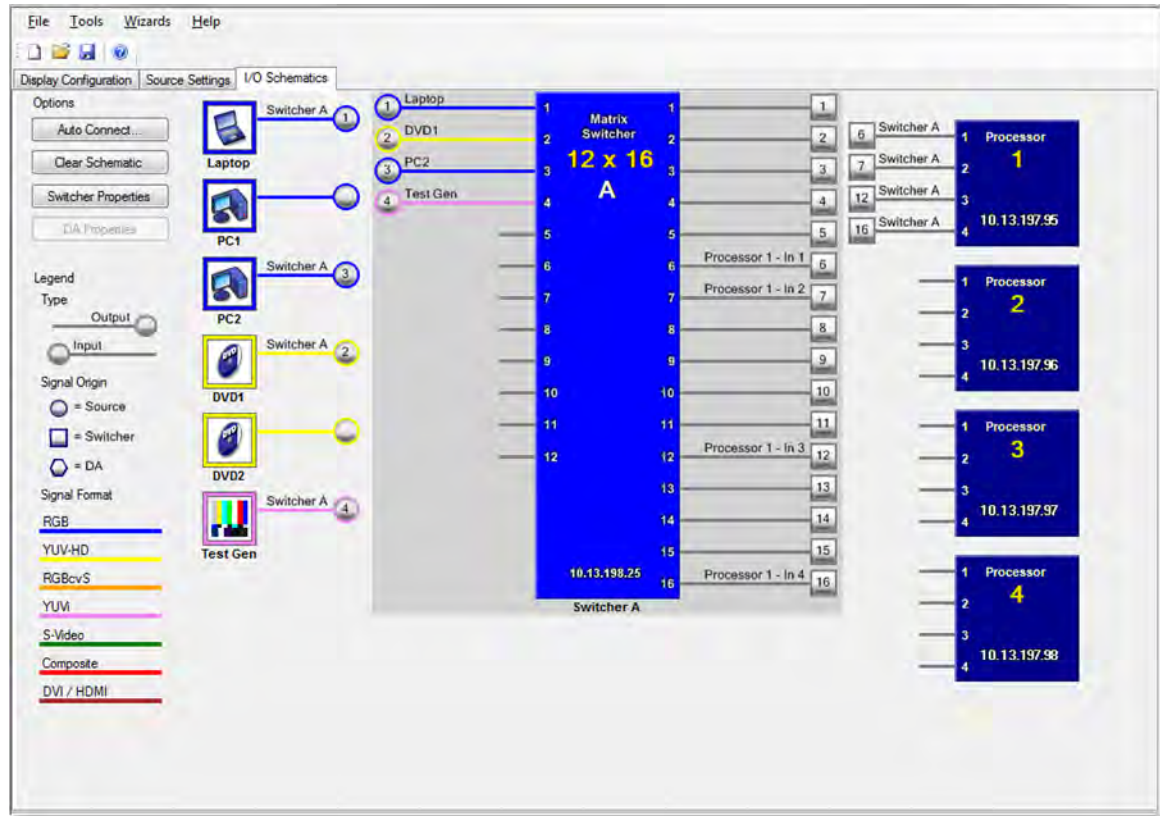 File Tools Wizards Help
Display Configuration Source Settings I/O Schematics
Options
Auto Connect...
Clear Schematic
Switcher Properties
DA Properties
Legend
Type
Output
Input
Signal Origin
= Source
= Switcher
= DA
Signal Format
RGB
YUV-HD
RGBcvS
YUVi
S-Video
Composite
DVI / HDMI
Switcher A 1
Laptop
PC1
Switcher A 3
PC2
Switcher A 2
DVD1
DVD2
Switcher A 4
Test Gen
1 Laptop
2 DVD1
3 PC2
4 Test Gen
Matrix
Switcher
12 x 16
A
1
2
3
4
5
6
7
8
9
10
11
12
10.13.198.25
Switcher A
1 1
2 2
3 3
4 4
5 5
6 Processor 1 - In 1 6
7 Processor 1 - In 2 7
8 8
9 9
10 10
11 11
12 Processor 1 - In 3 12
13 13
14 14
15 15
16 Processor 1 - In 4 16
6 Switcher A 1
7 Switcher A 2
12 Switcher A 3
16 Switcher A 4
Processor
1
10.13.197.95
1 Processor
2 2
3
10.13.197.96
4
1 Processor
2 3
3
10.13.197.97
4
1 Processor
2 4
3
10.13.197.98
4